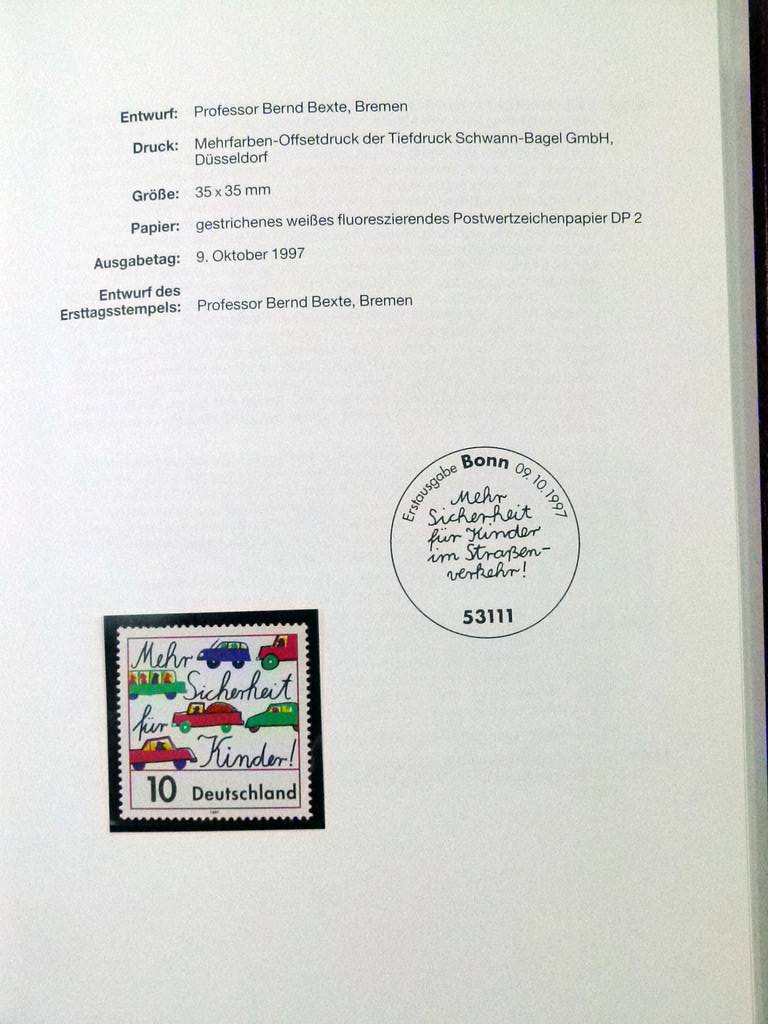 Entwurf: Professor Bernd Bexte, Bremen
Druck: Mehrfarben-Offsetdruck der Tiefdruck Schwann-Bagel GmbH,
Düsseldorf
Größe: 35 x 35 mm
Papier: gestrichenes weißes fluoreszierendes Postwertzeichenpapier DP 2
Ausgabetag: 9. Oktober 1997
Entwurf des
Ersttagsstempels: Professor Bernd Bexte, Bremen
Erstausgabe Bonn 09.10.1997
Mehr
Sicherheit
für Kinder
im Straßen-
verkehr!
53111
Mehr
Sicherheit
für
Kinder!
10 Deutschland
1997